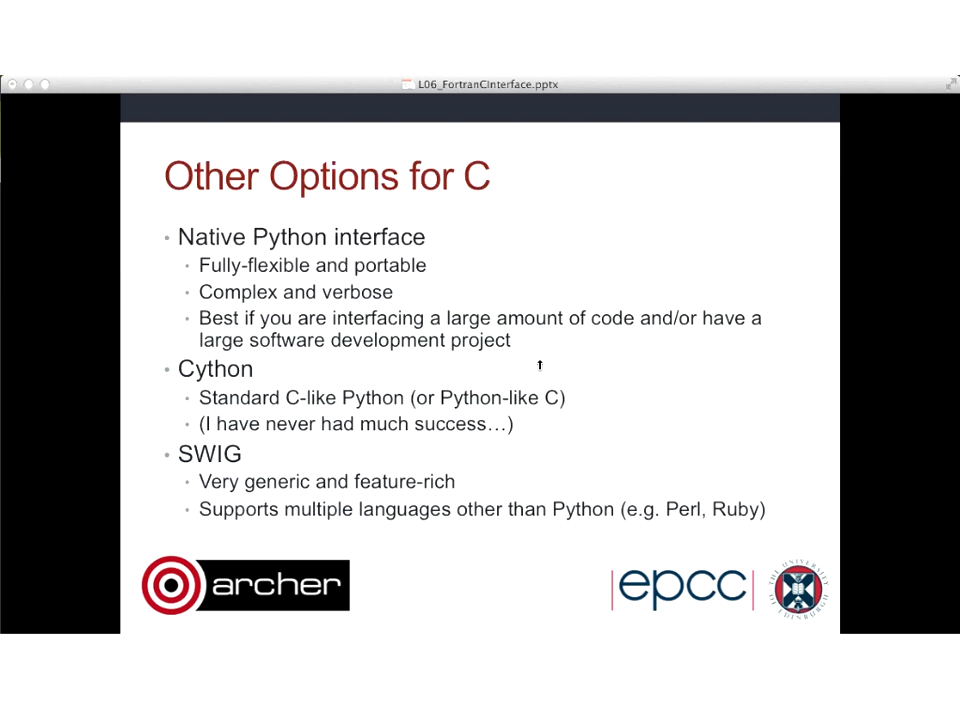 L06_FortranCInterface.pptx
Other Options for C
• Native Python interface
• Fully-flexible and portable
• Complex and verbose
• Best if you are interfacing a large amount of code and/or have a
large software development project
• Cython
• Standard C-like Python (or Python-like C)
• (I have never had much success…)
• SWIG
• Very generic and feature-rich
• Supports multiple languages other than Python (e.g. Perl, Ruby)
archer
epcc
THE UNIVERSITY
OF EDINBURGH